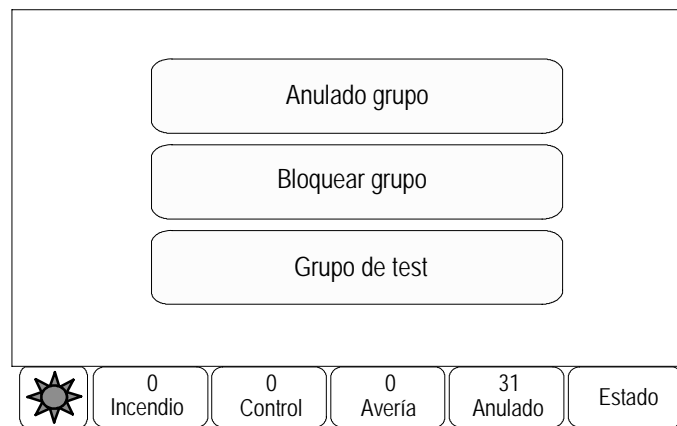 Anulado grupo
Bloquear grupo
Grupo de test
0
Incendio
0
Control
0
Avería
31
Anulado
Estado